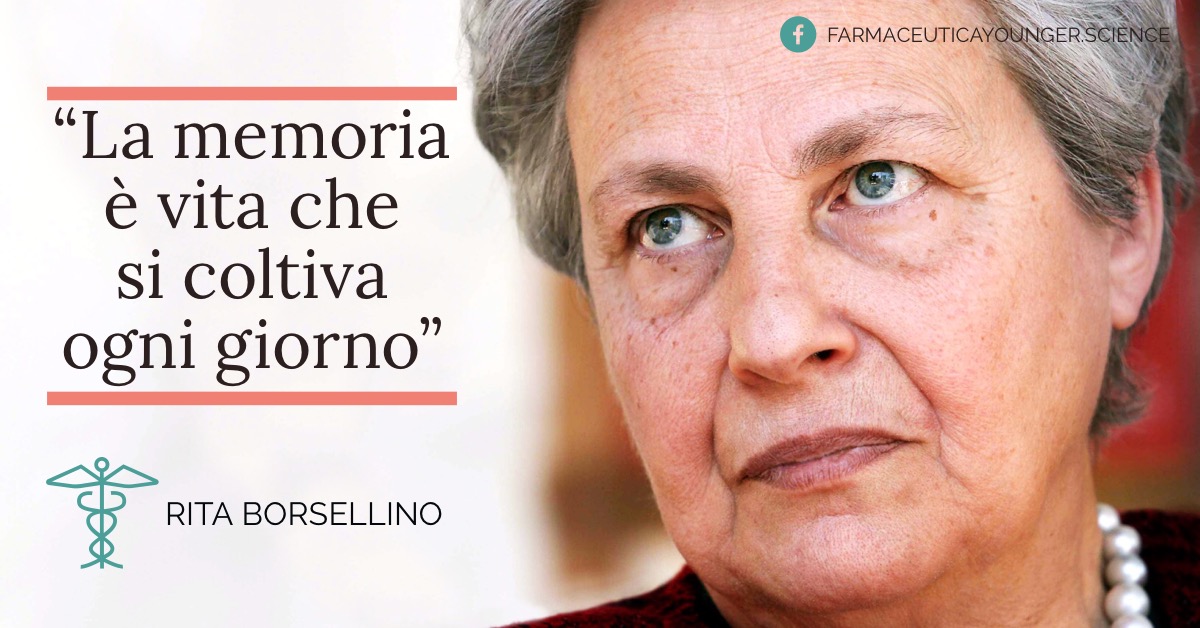 FARMACEUTICAYOUNGER.SCIENCE
“La memoria
è vita che
si coltiva
ogni giorno”
RITA BORSELLINO